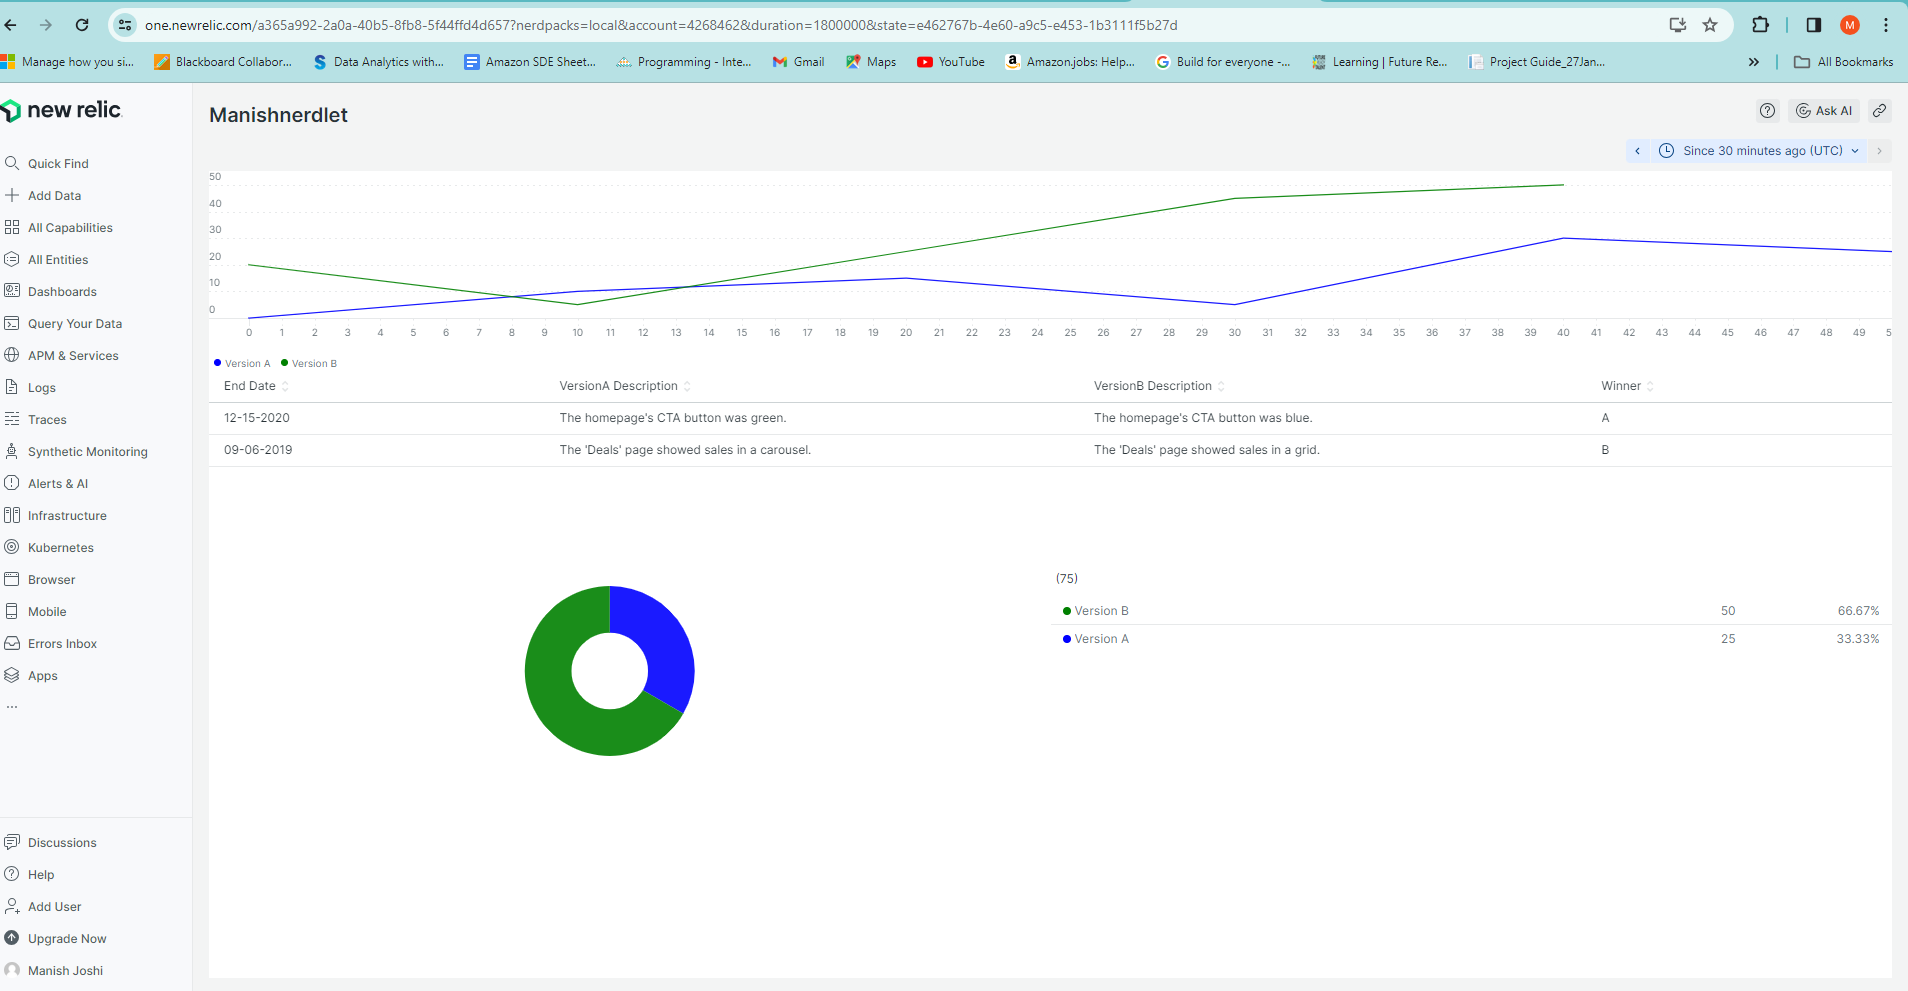 one.newrelic.com/a365a992-2a0a-40b5-8fb8-5f44ffd4d657?nerdpacks=local&account=4268462&duration=1800000&state=e462767b-4e60-a9c5-e453-1b3111f5b27d
M
Manage how you si...
Blackboard Collabor...
Data Analytics with...
Amazon SDE Sheet...
Programming - Inte...
Gmail
Maps
YouTube
Amazon.jobs: Help...
Build for everyone -...
Learning | Future Re...
Project Guide_27Jan...
All Bookmarks
new relic
Quick Find
Add Data
All Capabilities
All Entities
Dashboards
Query Your Data
APM & Services
Logs
Traces
Synthetic Monitoring
Alerts & AI
Infrastructure
Kubernetes
Browser
Mobile
Errors Inbox
Apps
...
Discussions
Help
Add User
Upgrade Now
Manish Joshi
Manishnerdlet
Ask AI
Since 30 minutes ago (UTC)
50
40
30
20
10
0
0 1 2 3 4 5 6 7 8 9 10 11 12 13 14 15 16 17 18 19 20 21 22 23 24 25 26 27 28 29 30 31 32 33 34 35 36 37 38 39 40 41 42 43 44 45 46 47 48 49 5
Version A Version B
End Date VersionA Description VersionB Description Winner
12-15-2020 The homepage's CTA button was green. The homepage's CTA button was blue. A
09-06-2019 The 'Deals' page showed sales in a carousel. The 'Deals' page showed sales in a grid. B
(75)
Version B 50 66.67%
Version A 25 33.33%